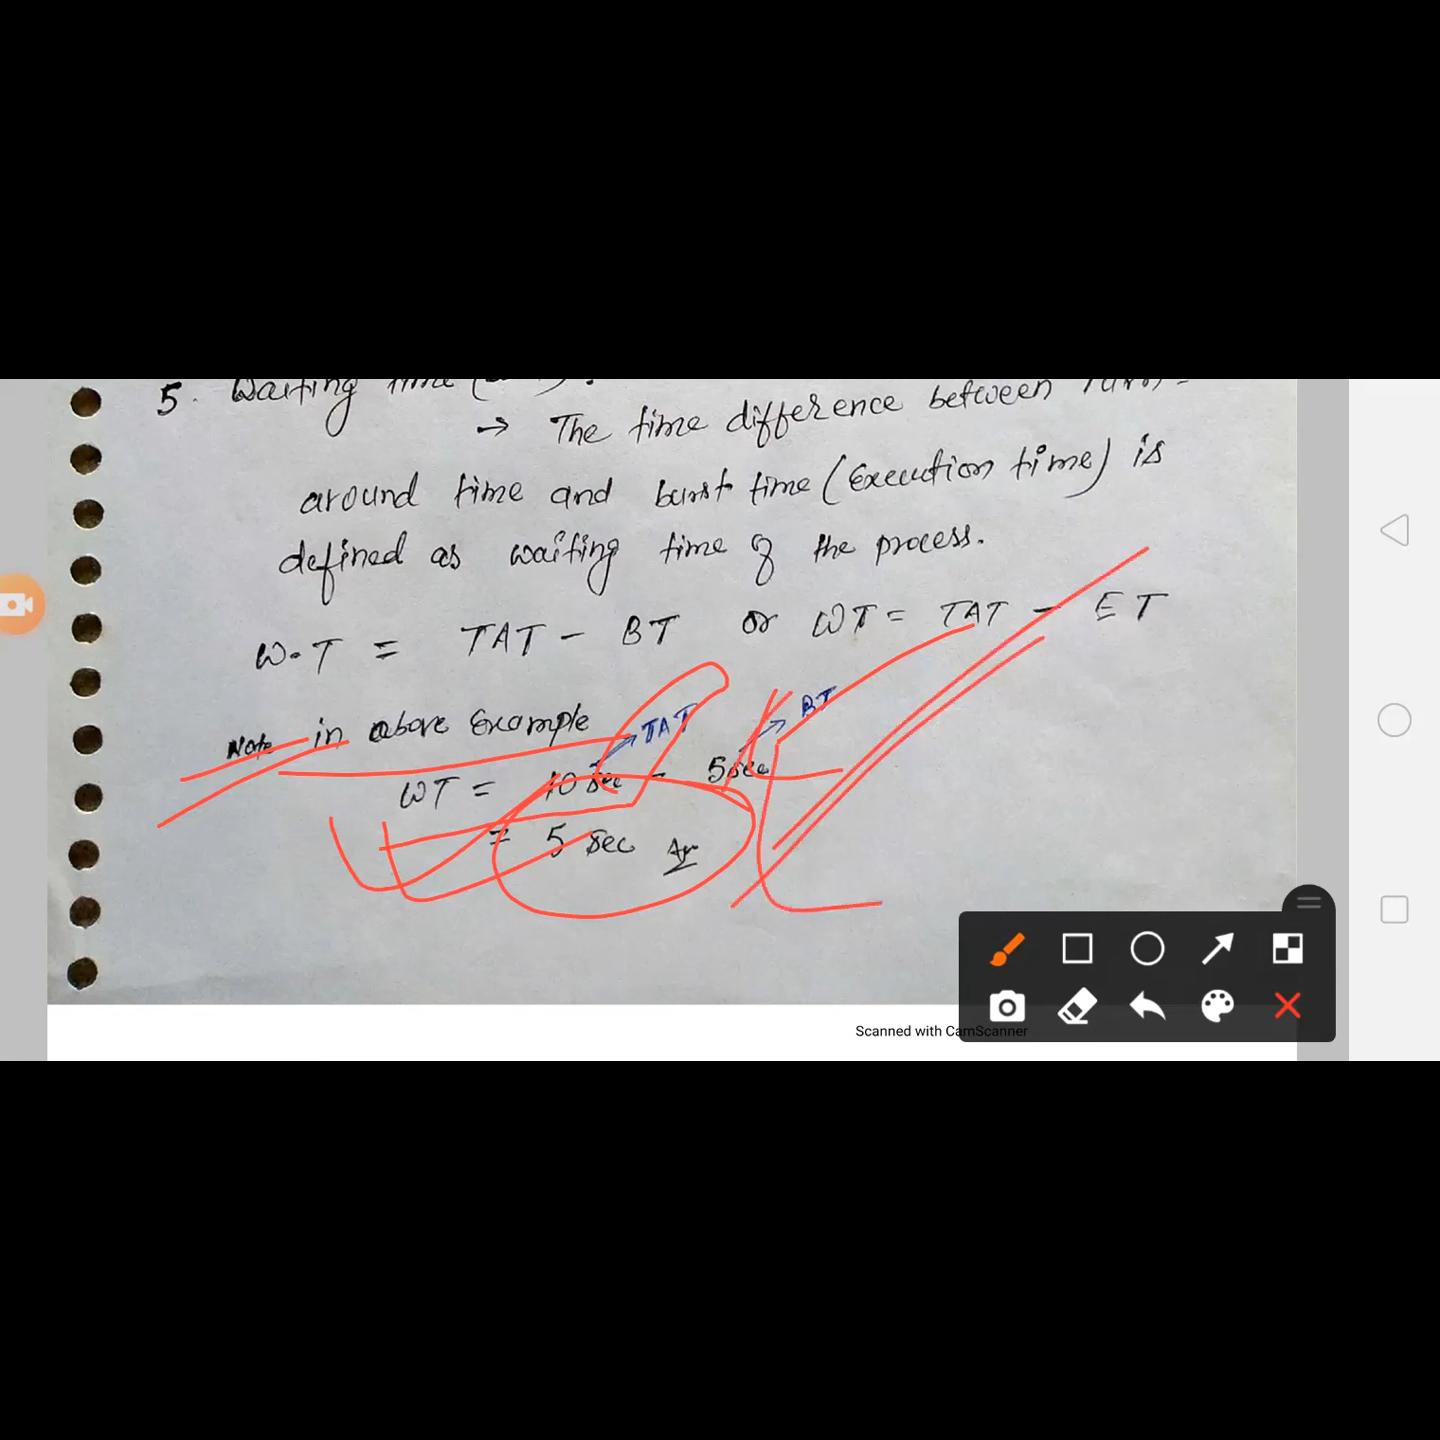 5. Waiting time
→ The time difference between Turn-
around time and burst time (Execution time) is
defined as waiting time of the process.
W.T = TAT - BT or WT = TAT - ET
Note in above Example
TAT BT
WT = 10 sec - 5 sec
= 5 sec
Scanned with CamScanner